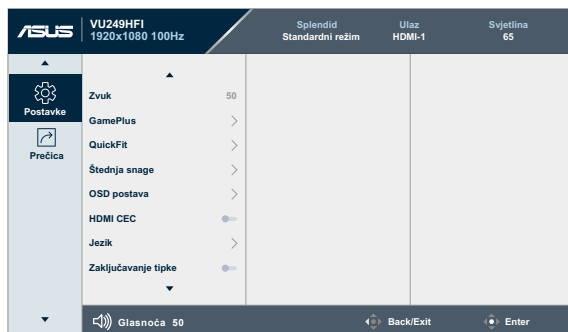 ASUS
VU249HFI
1920x1080 100Hz
Splendid
Standardni režim
Ulaz
HDMI-1
Svjetlina
65
Postavke
Prečica
Zvuk 50
GamePlus
QuickFit
Štednja snage
OSD postava
HDMI CEC
Jezik
Zaključavanje tipke
Glasnoća 50
Back/Exit
Enter